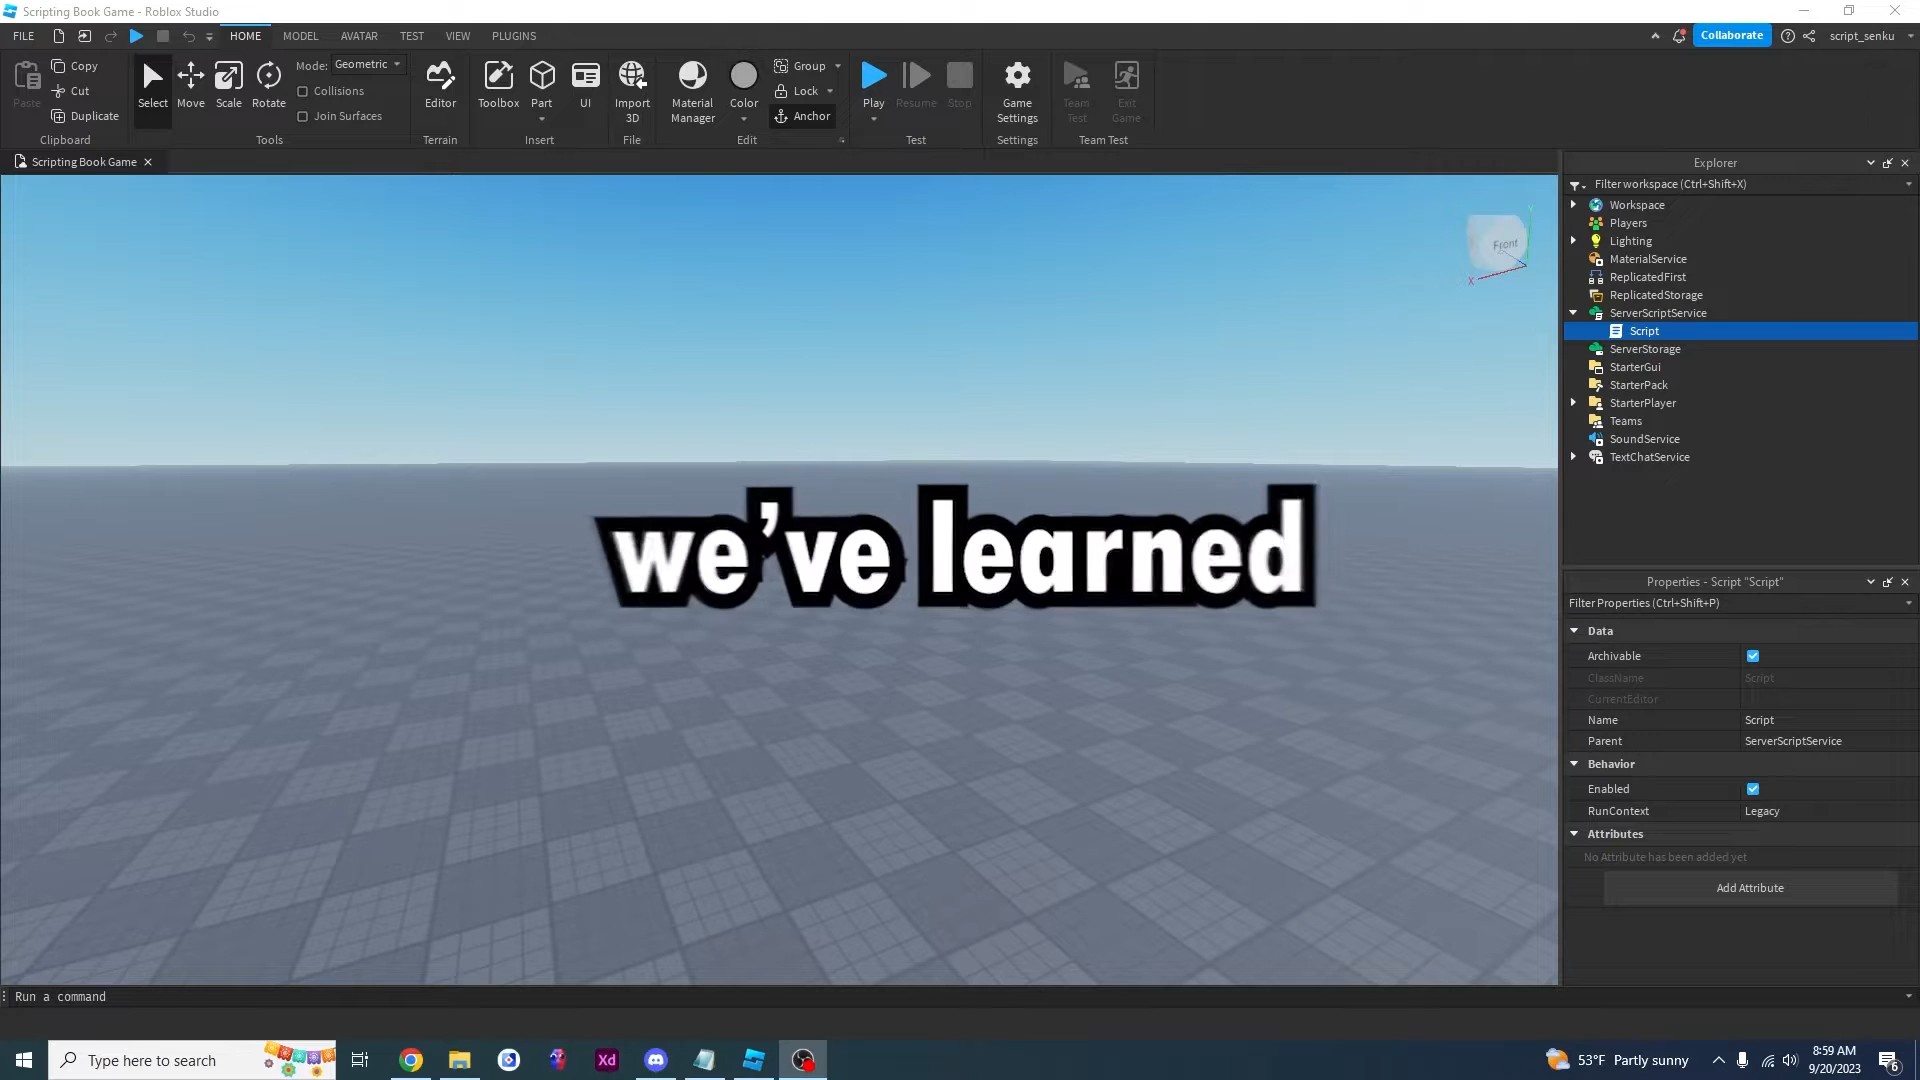 Scripting Book Game - Roblox Studio
FILE HOME MODEL AVATAR TEST VIEW PLUGINS Collaborate script_senku
Paste Copy Cut Duplicate
Clipboard
Select Move Scale Rotate
Mode: Geometric
Collisions
Join Surfaces
Tools
Editor
Terrain
Toolbox Part UI
Insert
Import 3D
File
Material Manager
Color
Group
Lock
Anchor
Edit
Play Resume Stop
Test
Game Settings
Settings
Team Test
Exit Game
Team Test
Scripting Book Game
Front
X
Y
we’ve learned
Explorer
Filter workspace (Ctrl+Shift+X)
Workspace
Players
Lighting
MaterialService
ReplicatedFirst
ReplicatedStorage
ServerScriptService
Script
ServerStorage
StarterGui
StarterPack
StarterPlayer
Teams
SoundService
TextChatService
Properties - Script "Script"
Filter Properties (Ctrl+Shift+P)
Data
Archivable
ClassName Script
CurrentEditor
Name Script
Parent ServerScriptService
Behavior
Enabled
RunContext Legacy
Attributes
No Attribute has been added yet
Add Attribute
Run a command
Type here to search
Xd
53°F Partly sunny
8:59 AM
9/20/2023
6